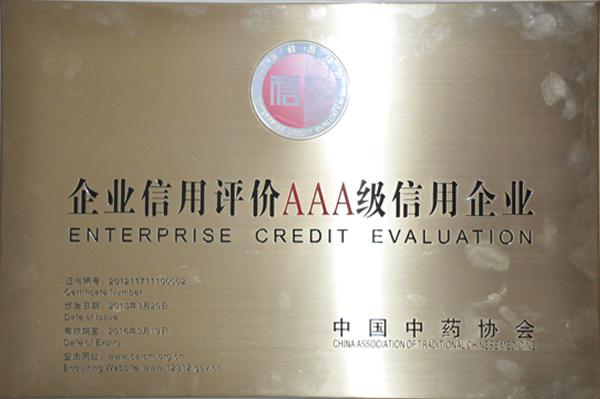 信
ENTERPRISE CREDIT EVALUATION
企业信用评价AAA级信用企业
ENTERPRISE CREDIT EVALUATION
证书编号：201211711100002
Certificate Number
颁发日期：2013年3月20日
Date of Issue
有效期至：2016年3月19日
Date of Expiry
查询网址：www.catcm.org.cn
Enquiring Website: www.12312.gov.cn
中国中药协会
CHINA ASSOCIATION OF TRADITIONAL CHINESE MEDICINE